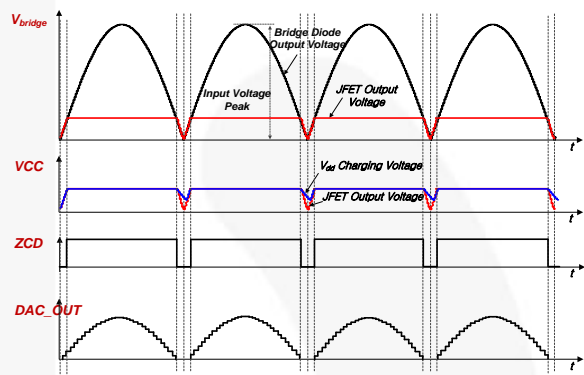 V_bridge
Bridge Diode
Output Voltage
Input Voltage
Peak
JFET Output
Voltage
t
VCC
V_dd Charging Voltage
JFET Output Voltage
t
ZCD
t
DAC_OUT
t